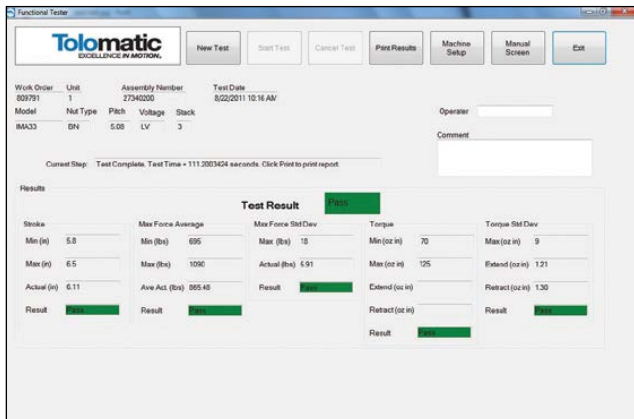 Functional Tester
Tolomatic
EXCELLENCE IN MOTION.
New Test
Start Test
Cancel Test
Print Results
Machine Setup
Manual Screen
Exit
Work Order Unit Assembly Number Test Date
809791 1 27340200 8/22/2011 10:16 AM
Model Nut Type Pitch Voltage Stack
IMA33 BN 5.08 LV 3
Operater
Comment
Current Step: Test Complete. Test Time = 111.2003424 seconds. Click Print to print report.
Results
Test Result Pass
Stroke
Min (in) 5.8
Max (in) 6.5
Actual (in) 6.11
Result Pass
Max Force Average
Min (lbs) 695
Max (lbs) 1090
Ave Act. (lbs) 865.48
Result Pass
Max Force Std Dev
Max (lbs) 18
Actual (lbs) 5.91
Result Pass
Torque
Min (oz in) 70
Max (oz in) 125
Extend (oz in)
Retract (oz in)
Result Pass
Torque Std Dev
Max (oz in) 9
Extend (oz in) 1.21
Retract (oz in) 1.30
Result Pass